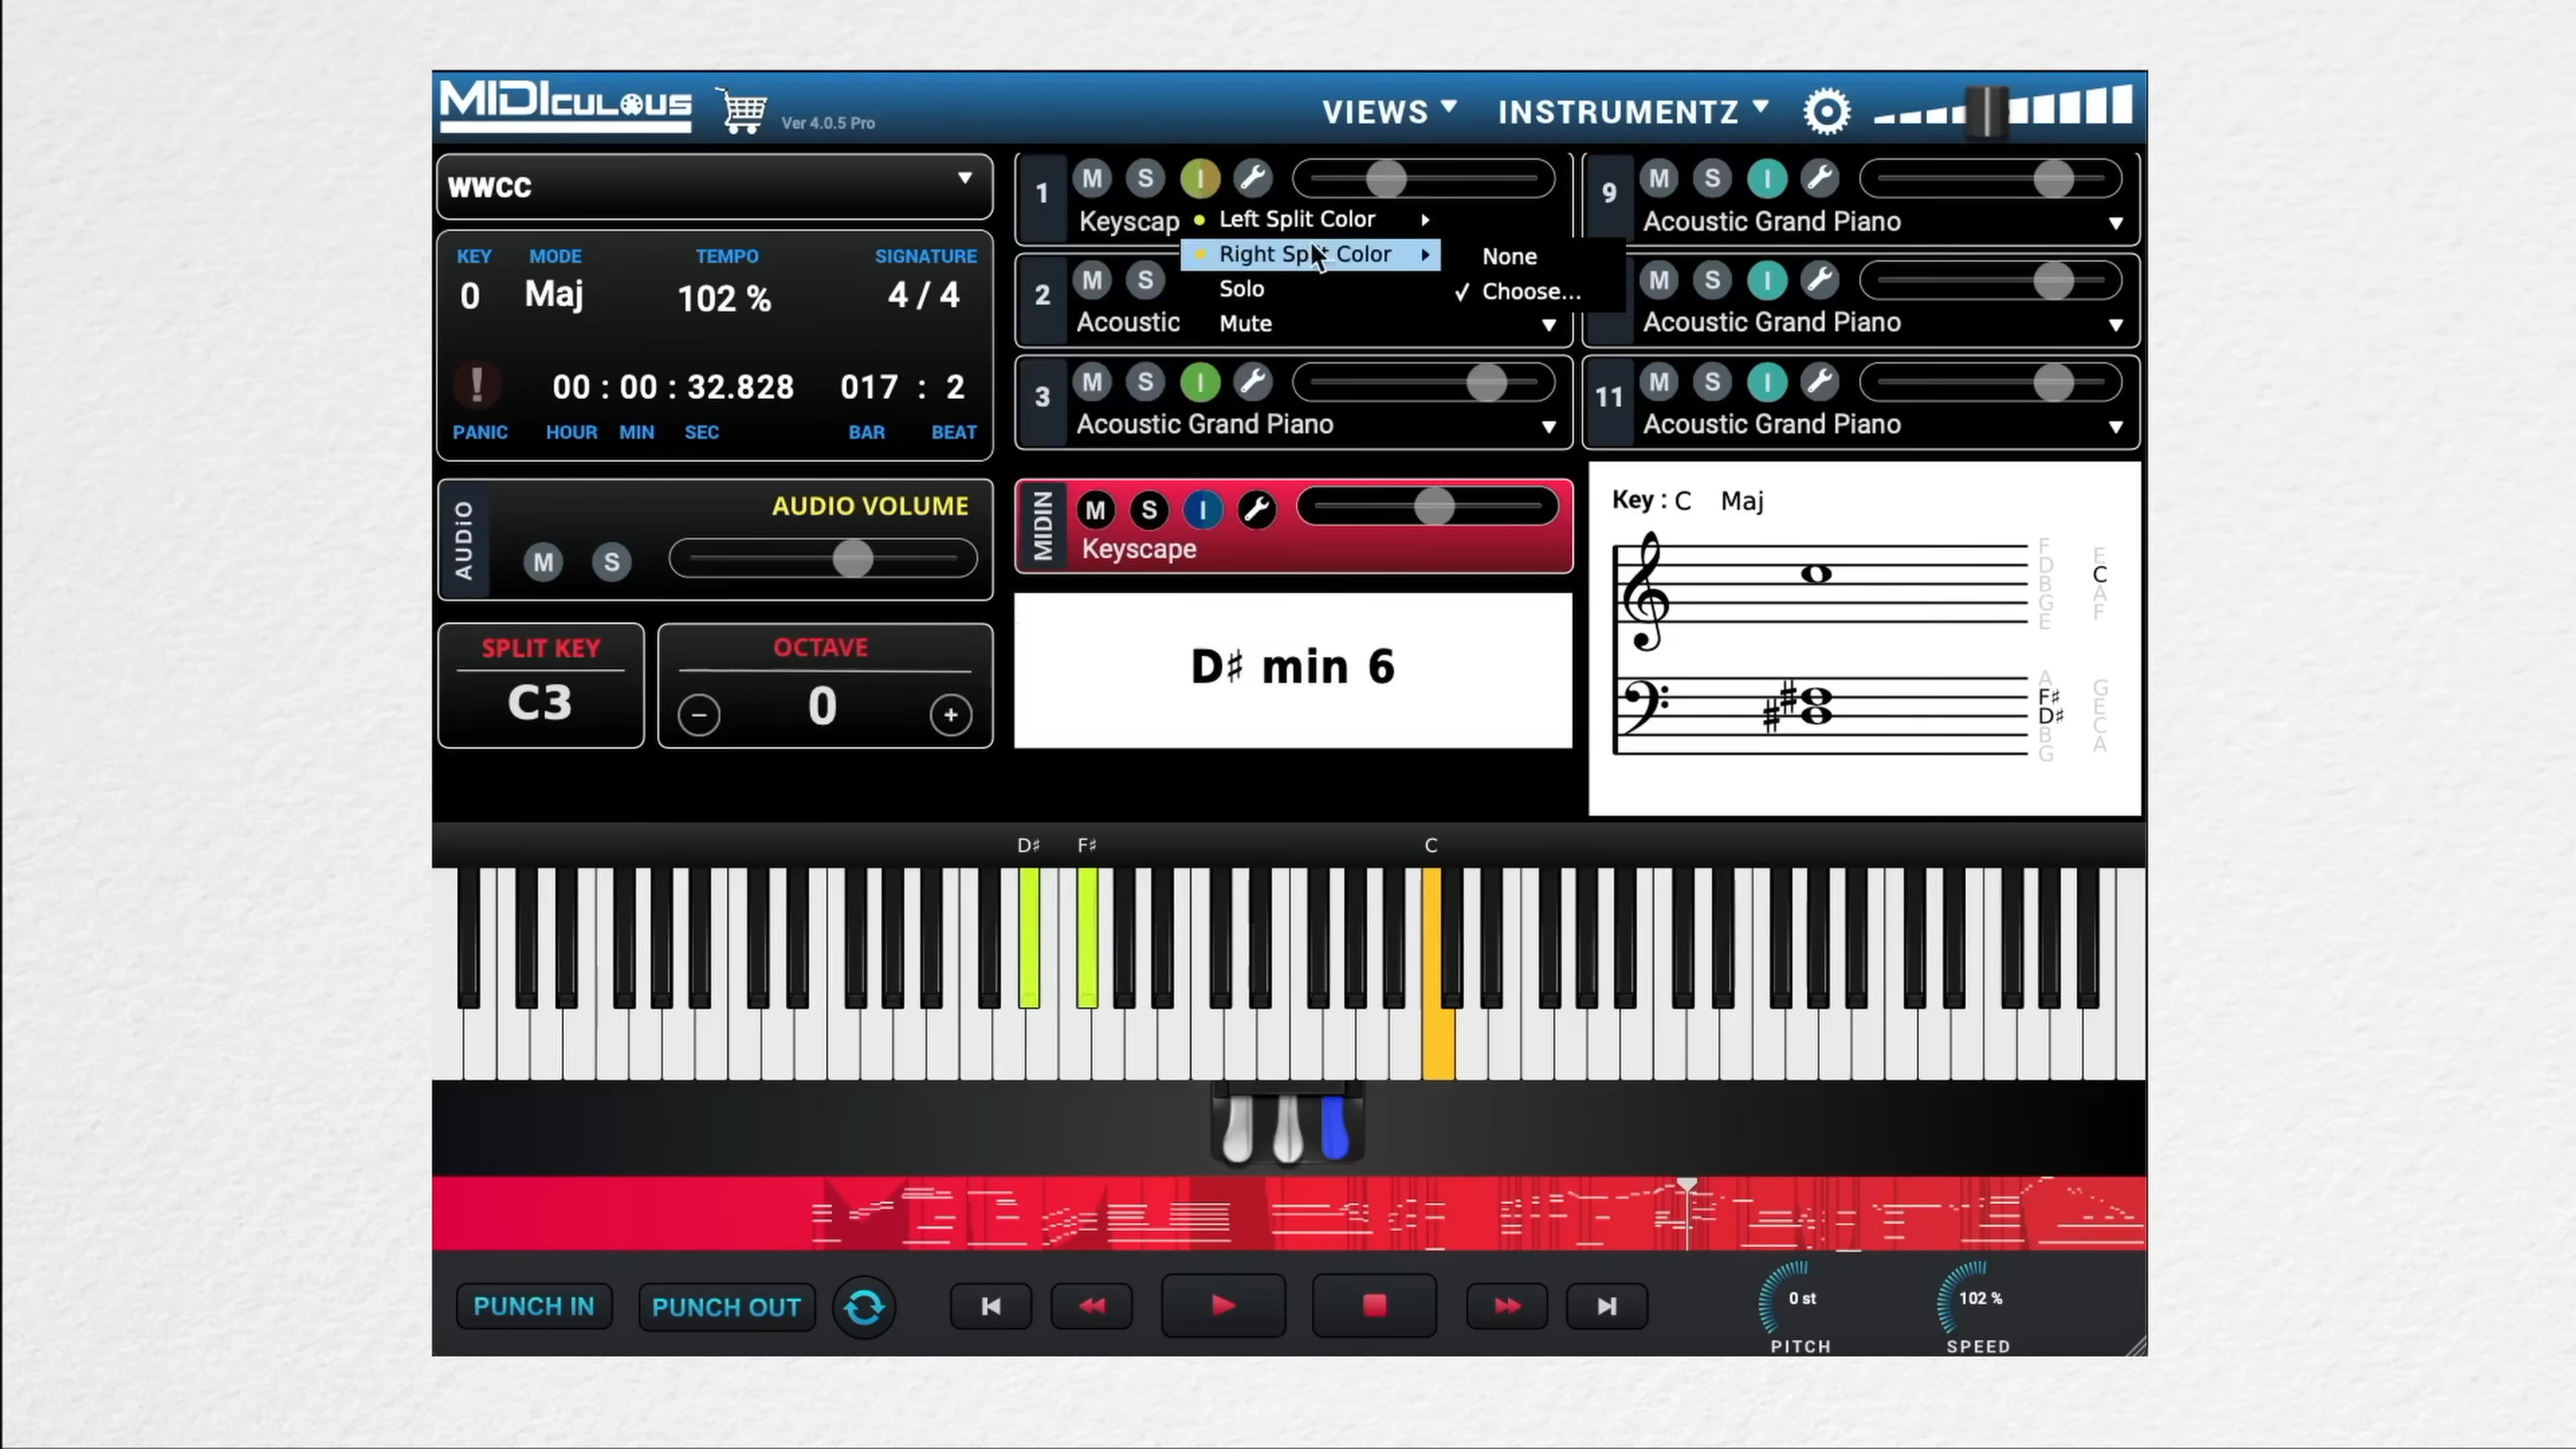 MIDIculous
Ver 4.0.5 Pro
VIEWS
INSTRUMENTZ
wwcc
KEY MODE TEMPO SIGNATURE
0 Maj 102 % 4 / 4
!
00 : 00 : 32.828 017 : 2
PANIC HOUR MIN SEC BAR BEAT
AUDiO
AUDIO VOLUME
M S
SPLIT KEY
C3
OCTAVE
− 0 +
1 M S I
Keyscap
Left Split Color
Right Split Color
Solo
Mute
None
✓ Choose...
2 M S
Acoustic
3 M S I
Acoustic Grand Piano
9 M S I
Acoustic Grand Piano
M S I
Acoustic Grand Piano
11 M S I
Acoustic Grand Piano
MIDIN
M S I
Keyscape
D♯ min 6
Key : C Maj
F
E
D
C
B
A
G
F
E
A
G
F♯
E
D♯
C
B
A
G
D♯ F♯ C
PUNCH IN
PUNCH OUT
0 st
PITCH
102 %
SPEED